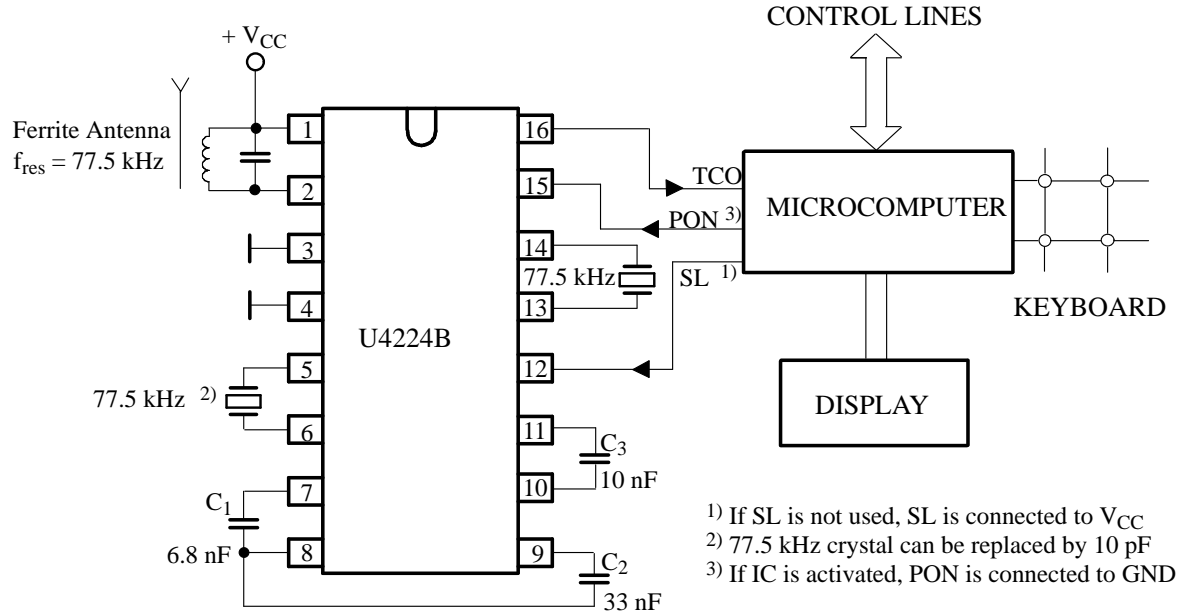 CONTROL LINES
+ VCC
Ferrite Antenna
fres = 77.5 kHz
1
2
3
4
5
6
7
8
16
15
14
13
12
11
10
9
U4224B
77.5 kHz 2)
C1
6.8 nF
77.5 kHz
C3
10 nF
C2
33 nF
TCO
PON 3)
SL 1)
MICROCOMPUTER
KEYBOARD
DISPLAY
1) If SL is not used, SL is connected to VCC
2) 77.5 kHz crystal can be replaced by 10 pF
3) If IC is activated, PON is connected to GND